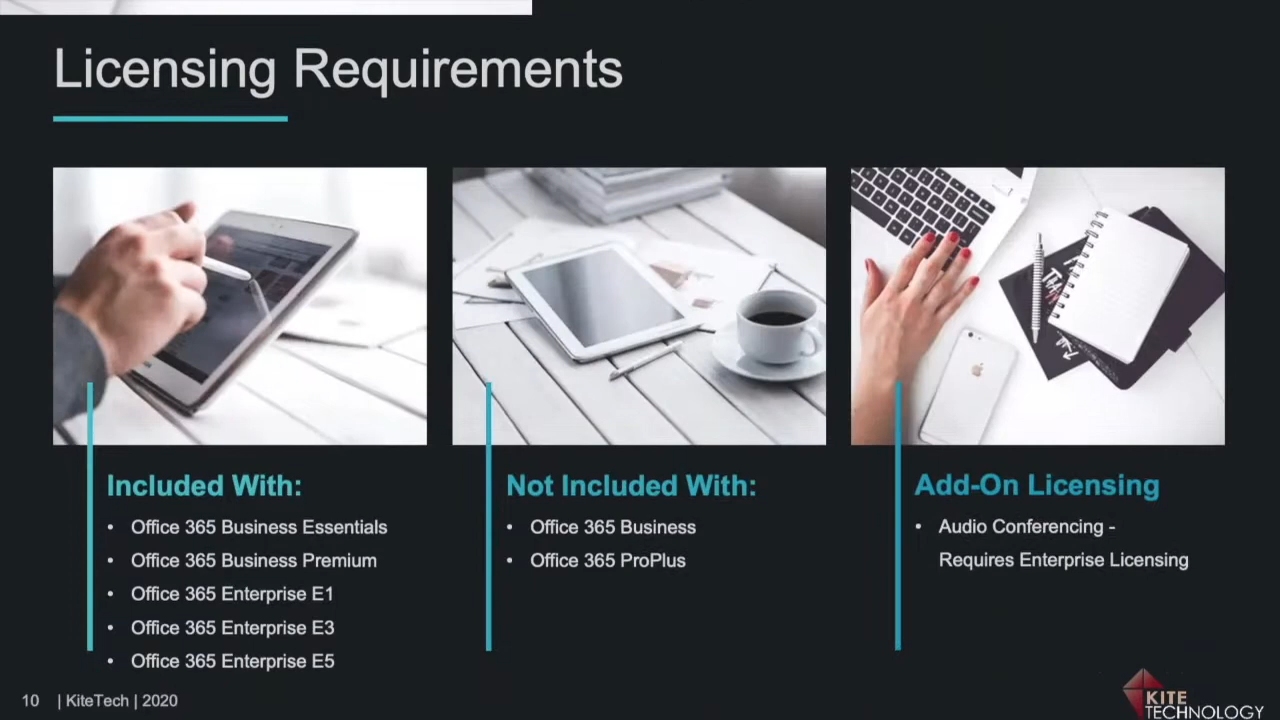 Licensing Requirements
Included With:
• Office 365 Business Essentials
• Office 365 Business Premium
• Office 365 Enterprise E1
• Office 365 Enterprise E3
• Office 365 Enterprise E5
Not Included With:
• Office 365 Business
• Office 365 ProPlus
Add-On Licensing
• Audio Conferencing -
Requires Enterprise Licensing
10 | KiteTech | 2020
KITE
TECHNOLOGY